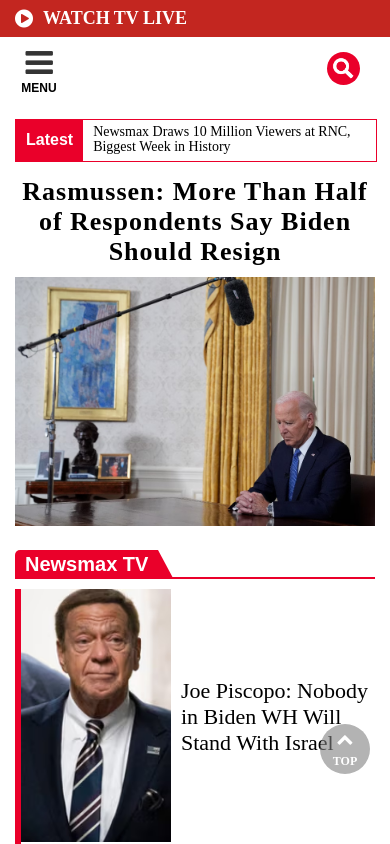 WATCH TV LIVE
MENU
Latest
Newsmax Draws 10 Million Viewers at RNC,
Biggest Week in History
Rasmussen: More Than Half
of Respondents Say Biden
Should Resign
Newsmax TV
Joe Piscopo: Nobody
in Biden WH Will
Stand With Israel
TOP